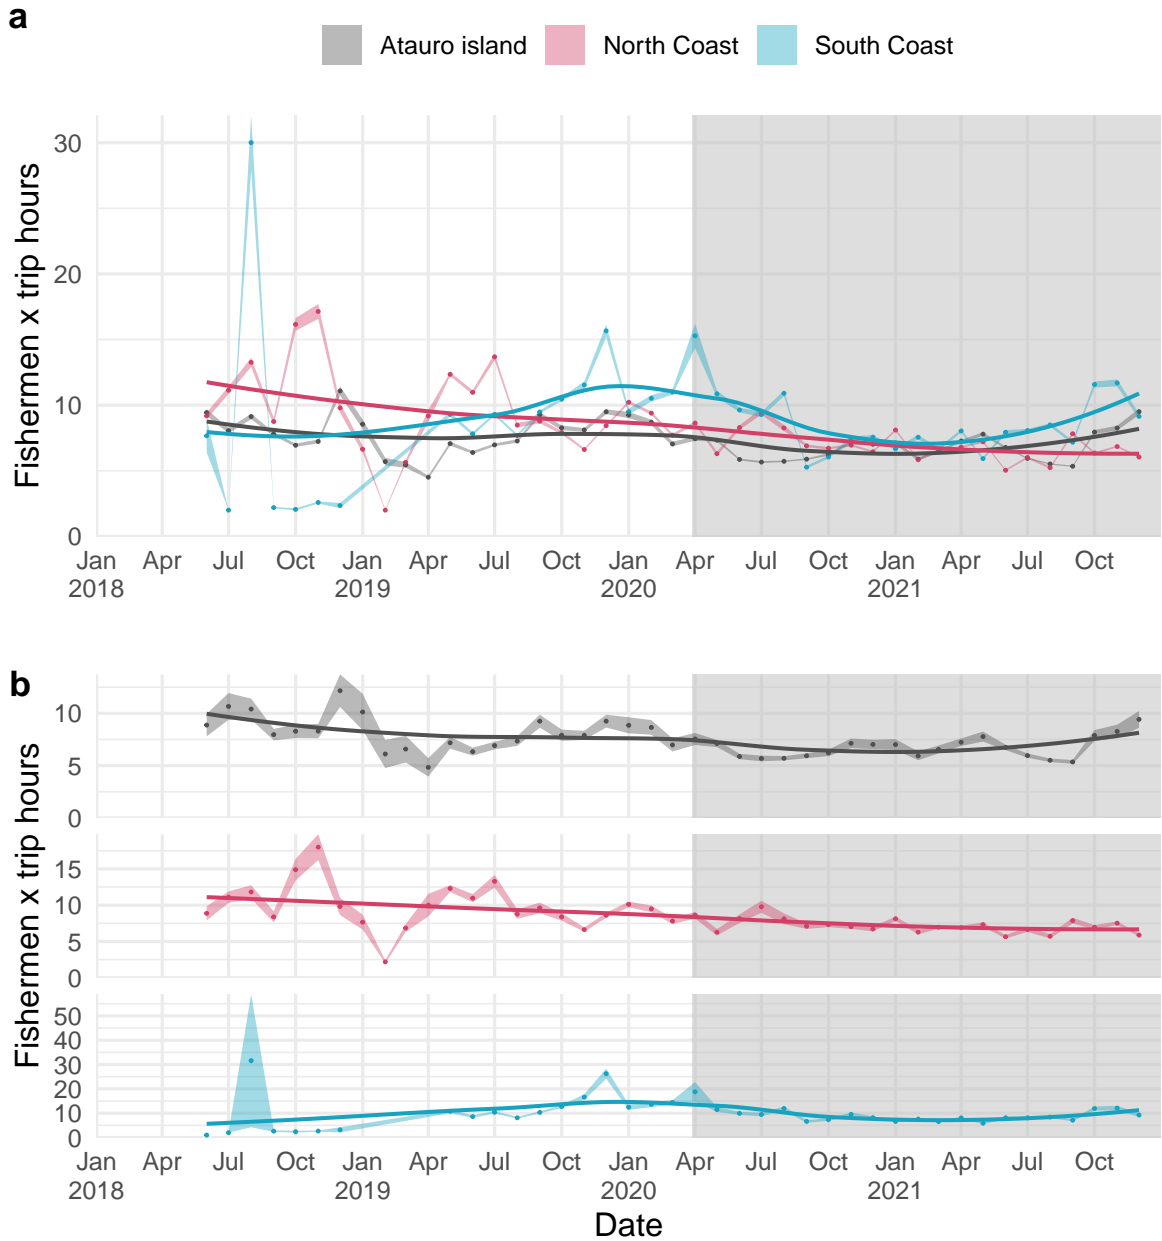 a
Atauro island North Coast South Coast
Fishermen x trip hours
30
20
10
0
Jan Apr Jul Oct Jan Apr Jul Oct Jan Apr Jul Oct Jan Apr Jul Oct
2018 2019 2020 2021
b
Fishermen x trip hours
10
5
0
15
10
5
0
50
40
30
20
10
0
Jan Apr Jul Oct Jan Apr Jul Oct Jan Apr Jul Oct Jan Apr Jul Oct
2018 2019 2020 2021
Date